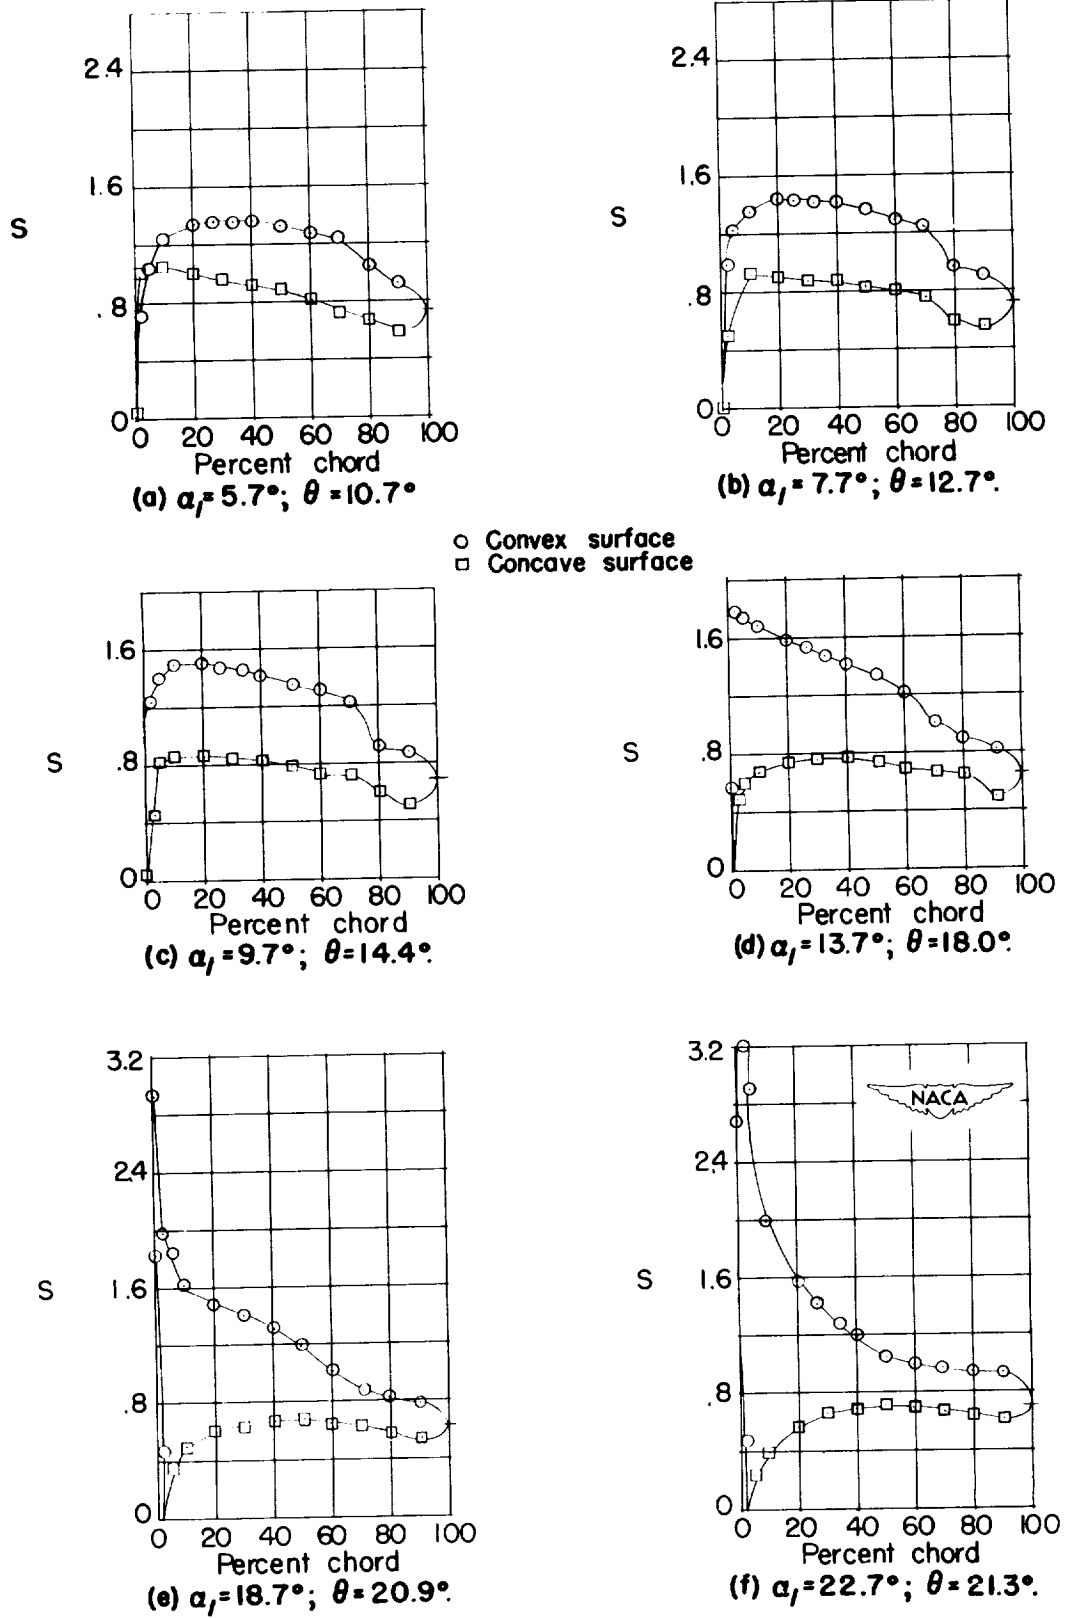 2.4
1.6
S
.8
0
0 20 40 60 80 100
Percent chord
(a) α₁= 5.7°; θ = 10.7°
2.4
1.6
S
.8
0
0 20 40 60 80 100
Percent chord
(b) α₁= 7.7°; θ = 12.7°.
○ Convex surface
□ Concave surface
1.6
S
.8
0
0 20 40 60 80 100
Percent chord
(c) α₁ = 9.7°; θ = 14.4°.
1.6
S
.8
0
0 20 40 60 80 100
Percent chord
(d) α₁ = 13.7°; θ = 18.0°.
3.2
2.4
S
1.6
.8
0
0 20 40 60 80 100
Percent chord
(e) α₁ = 18.7°; θ = 20.9°.
3.2
NACA
2.4
S
1.6
.8
0
0 20 40 60 80 100
Percent chord
(f) α₁ = 22.7°; θ = 21.3°.